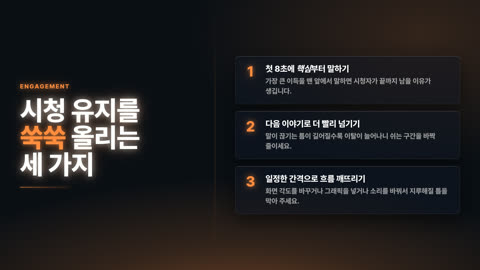 ENGAGEMENT
시청 유지를
쑥쑥 올리는
세 가지
1
첫 8초에 핵심부터 말하기
가장 큰 이득을 맨 앞에서 말하면 시청자가 끝까지 남을 이유가
생깁니다.
2
다음 이야기로 더 빨리 넘기기
말이 끊기는 틈이 길어질수록 이탈이 늘어나니 쉬는 구간을 바짝
줄이세요.
3
일정한 간격으로 흐름 깨뜨리기
화면 각도를 바꾸거나 그래픽을 넣거나 소리를 바꿔서 지루해질 틈을
막아 주세요.